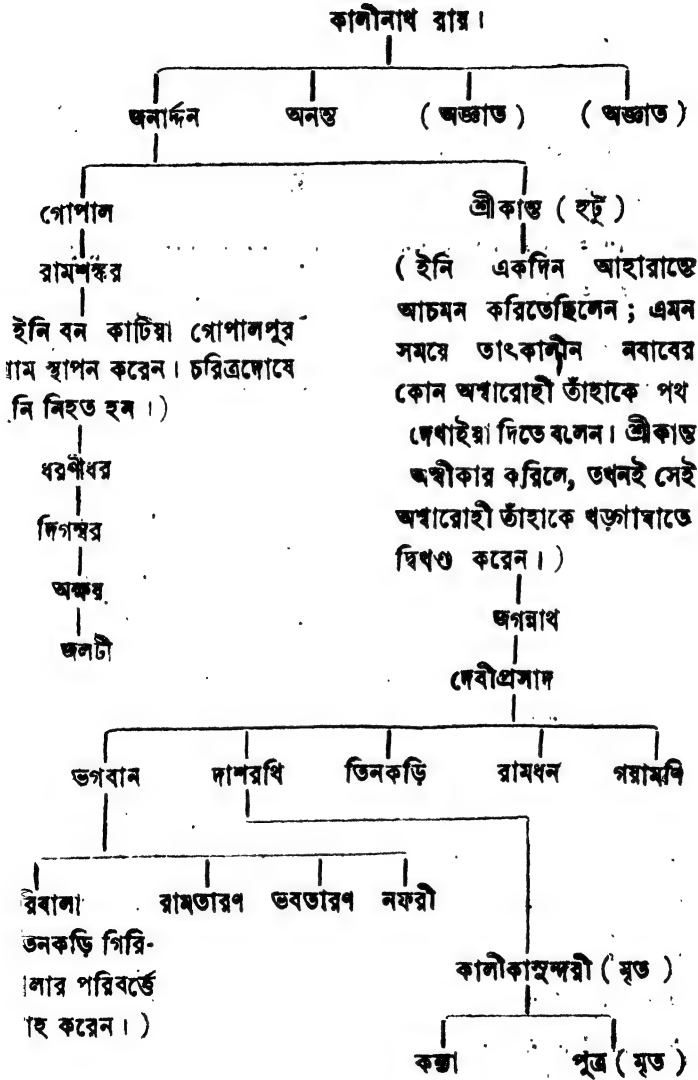 কালীনাথ রায়।
জনার্দ্দন অনন্ত (অজ্ঞাত) (অজ্ঞাত)
গোপাল
শ্রীকান্ত (হটু)
রামশঙ্কর
ইনি বন কাটিয়া গোপালপুর
াম স্থাপন করেন। চরিত্রদোষে
নি নিহত হন।)
ধরণীধর
দিগম্বর
অক্ষয়
জলটী
(ইনি একদিন আহারান্তে
আচমন করিতেছিলেন; এমন
সময়ে তাৎকালীন নবাবের
কোন অশ্বারোহী তাঁহাকে পথ
দেখাইয়া দিতে বলেন। শ্রীকান্ত
অস্বীকার করিলে, তখনই সেই
অশ্বারোহী তাঁহাকে খড়্গাঘাতে
দ্বিখণ্ড করেন।)
জগন্নাথ
দেবীপ্রসাদ
ভগবান দাশরথি তিনকড়ি রামধন গয়ামণি
রিবালা রামতারণ ভবতারণ নফরী
তনকড়ি গিরি-
ালার পরিবর্ত্তে
াহ করেন।)
কালীকাসুন্দরী (মৃত)
কন্যা পুত্র (মৃত)